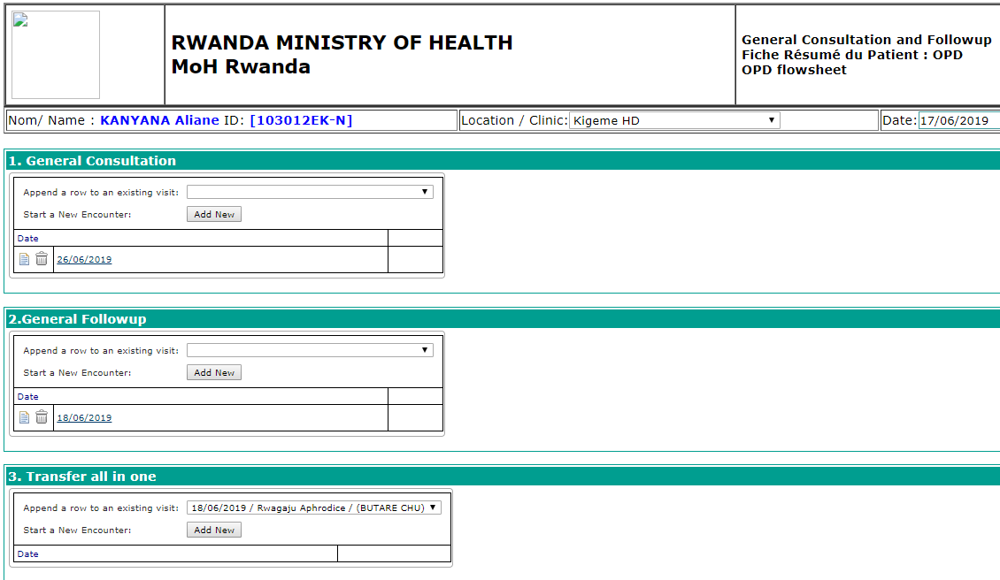 RWANDA MINISTRY OF HEALTH
MoH Rwanda
General Consultation and Followup
Fiche Résumé du Patient : OPD
OPD flowsheet
Nom/ Name : KANYANA Aliane ID: [103012EK-N]
Location / Clinic: Kigeme HD
Date: 17/06/2019
1. General Consultation
Append a row to an existing visit:
Start a New Encounter: Add New
Date
26/06/2019
2.General Followup
Append a row to an existing visit:
Start a New Encounter: Add New
Date
18/06/2019
3. Transfer all in one
Append a row to an existing visit: 18/06/2019 / Rwagaju Aphrodice / (BUTARE CHU)
Start a New Encounter: Add New
Date